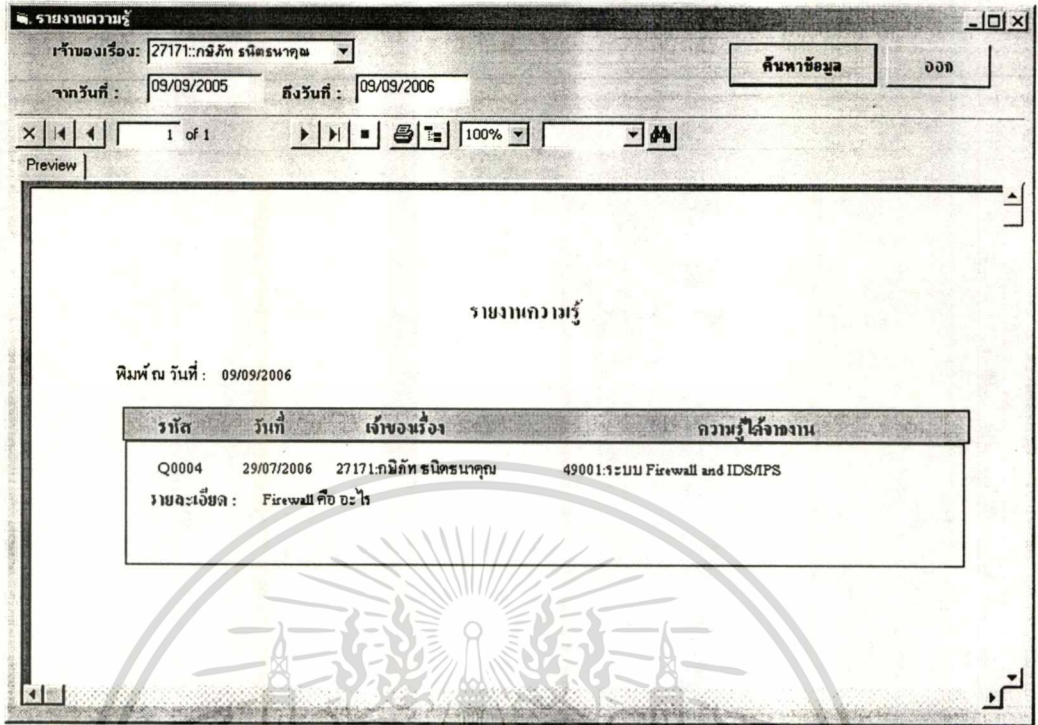 รายงานความรู้
เจ้าของเรื่อง: 27171::กษิภัท ธนิตธนาคุณ
ค้นหาข้อมูล ออก
จากวันที่ : 09/09/2005 ถึงวันที่ : 09/09/2006
1 of 1 100%
Preview
รายงานความรู้
พิมพ์ ณ วันที่ : 09/09/2006
รหัส วันที่ เจ้าของเรื่อง ความรู้ได้จากงาน
Q0004 29/07/2006 27171:กษิภัท ธนิตธนาคุณ 49001:ระบบ Firewall and IDS/IPS
รายละเอียด : Firewall คือ อะไร